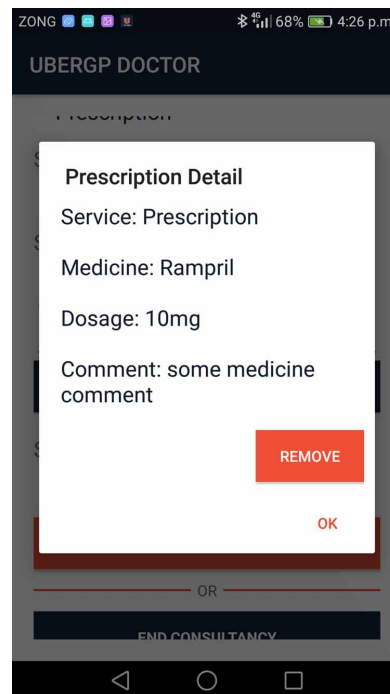 ZONG 4G 68% 4:26 p.m
UBERGP DOCTOR
Prescription
Prescription Detail
Service: Prescription
Medicine: Rampril
Dosage: 10mg
Comment: some medicine
comment
REMOVE
OK
OR
END CONSULTANCY